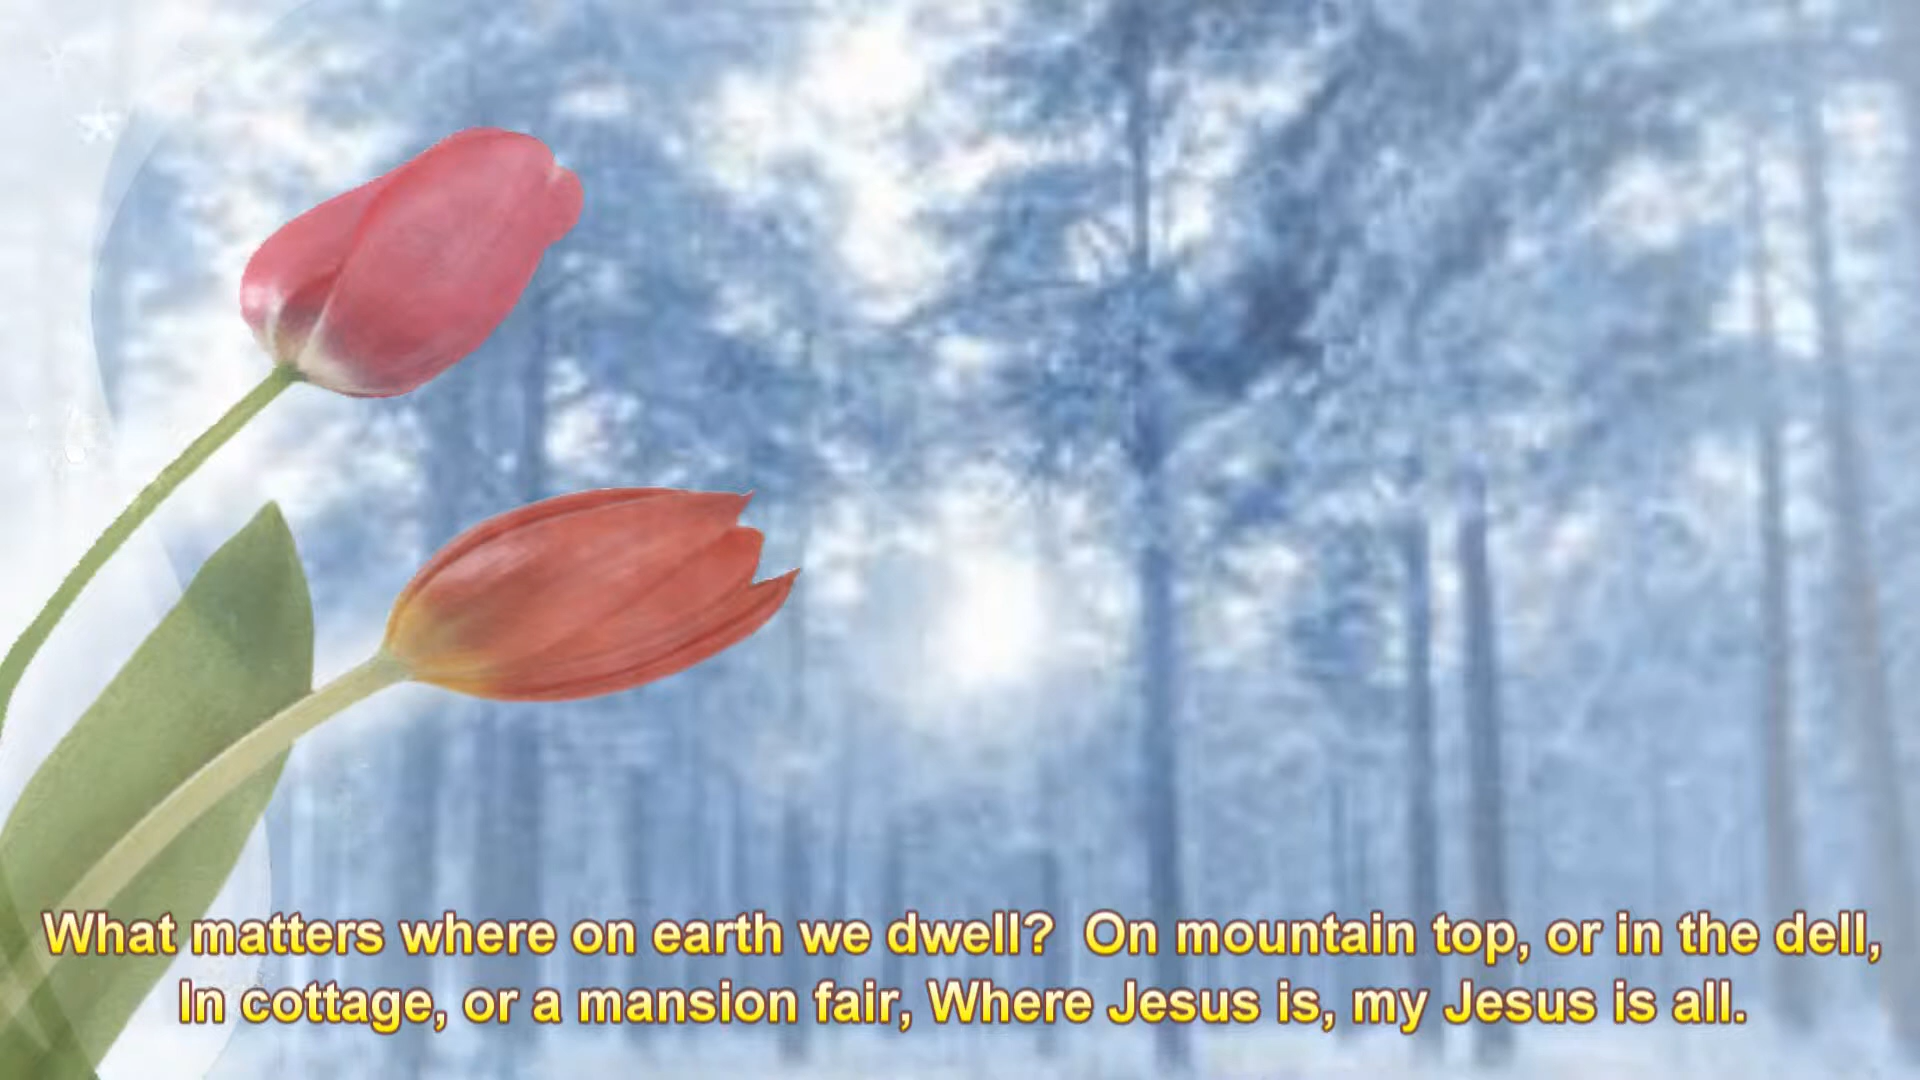 What matters where on earth we dwell?  On mountain top, or in the dell,
In cottage, or a mansion fair, Where Jesus is, my Jesus is all.